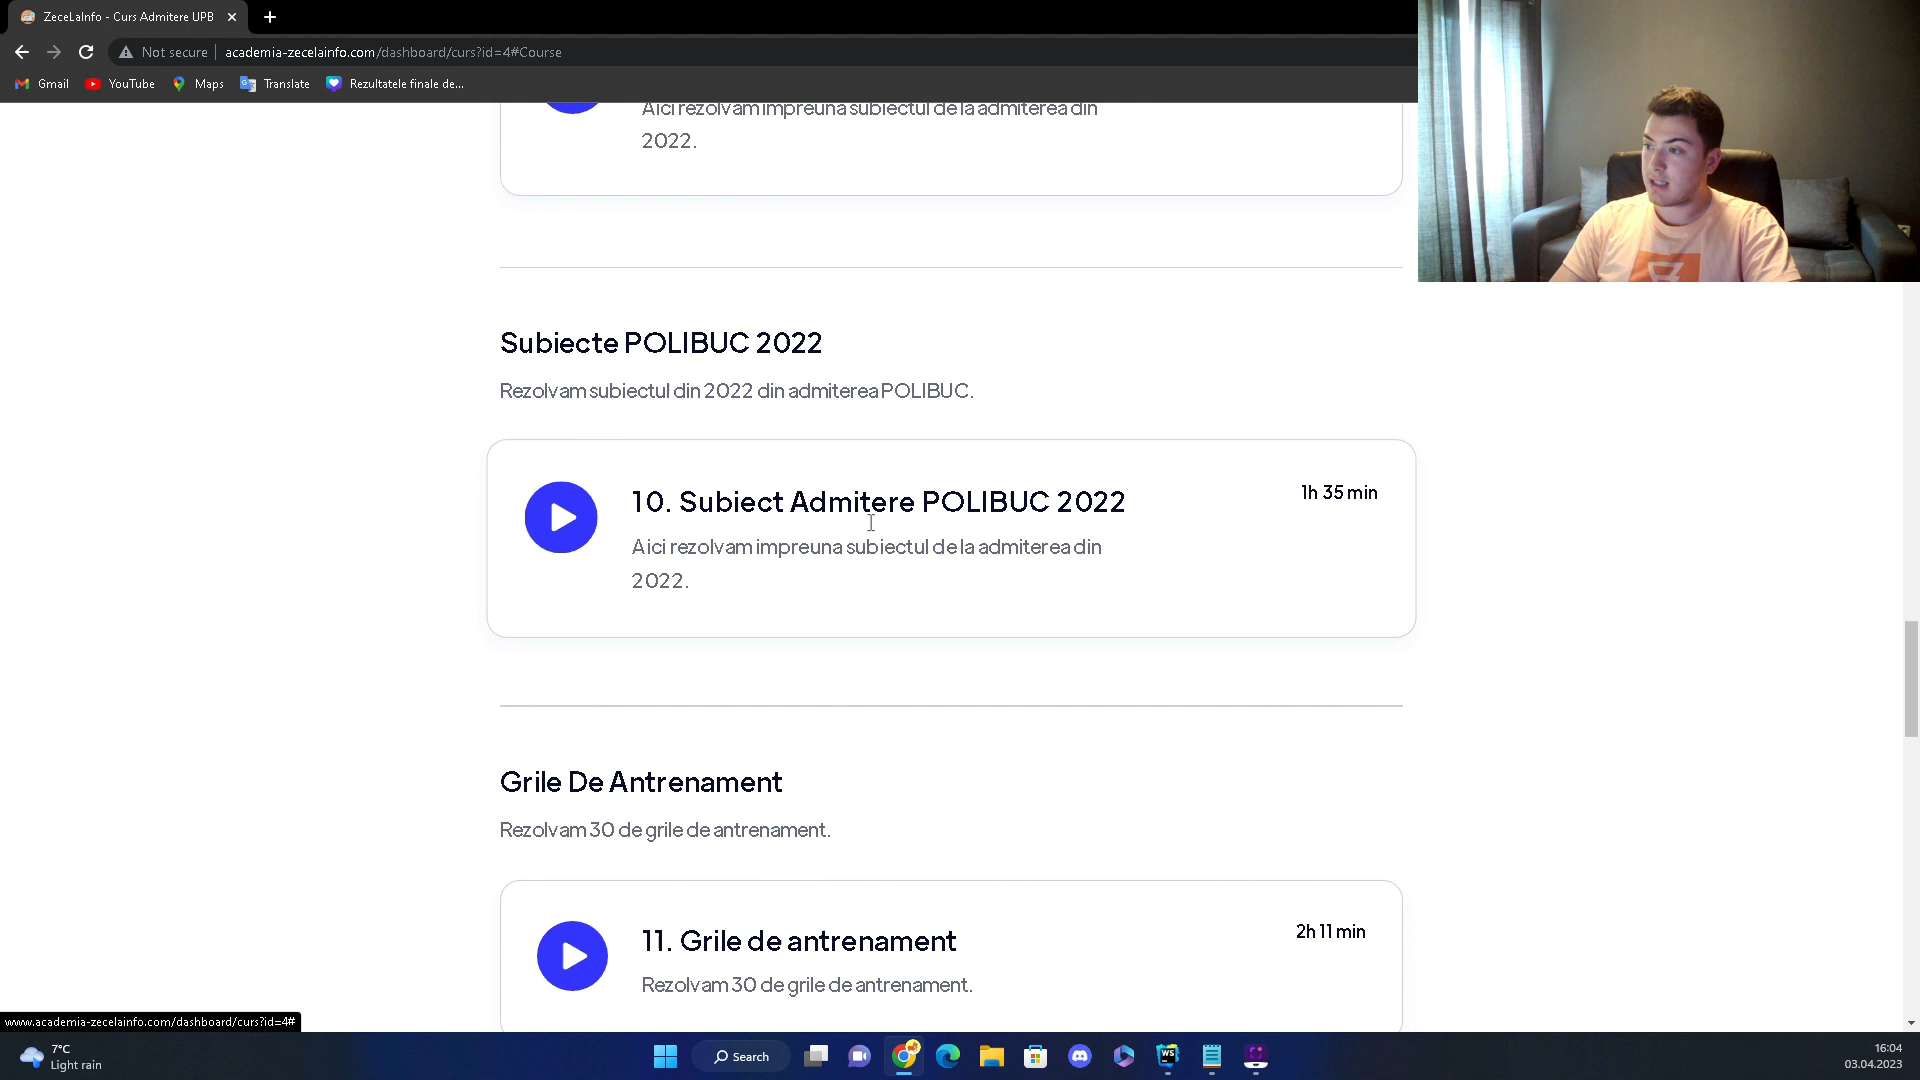 ZeceLaInfo - Curs Admitere UPB
Not secure
academia-zecelainfo.com/dashboard/curs?id=4#Course
Gmail
YouTube
Maps
Translate
Rezultatele finale de...
Aici rezolvam impreuna subiectul de la admiterea din
2022.
Subiecte POLIBUC 2022
Rezolvam subiectul din 2022 din admiterea POLIBUC.
10. Subiect Admitere POLIBUC 2022
1h 35 min
Aici rezolvam impreuna subiectul de la admiterea din
2022.
Grile De Antrenament
Rezolvam 30 de grile de antrenament.
11. Grile de antrenament
2h 11 min
Rezolvam 30 de grile de antrenament.
www.academia-zecelainfo.com/dashboard/curs?id=4#
7°C
Light rain
Search
WS
16:04
03.04.2023